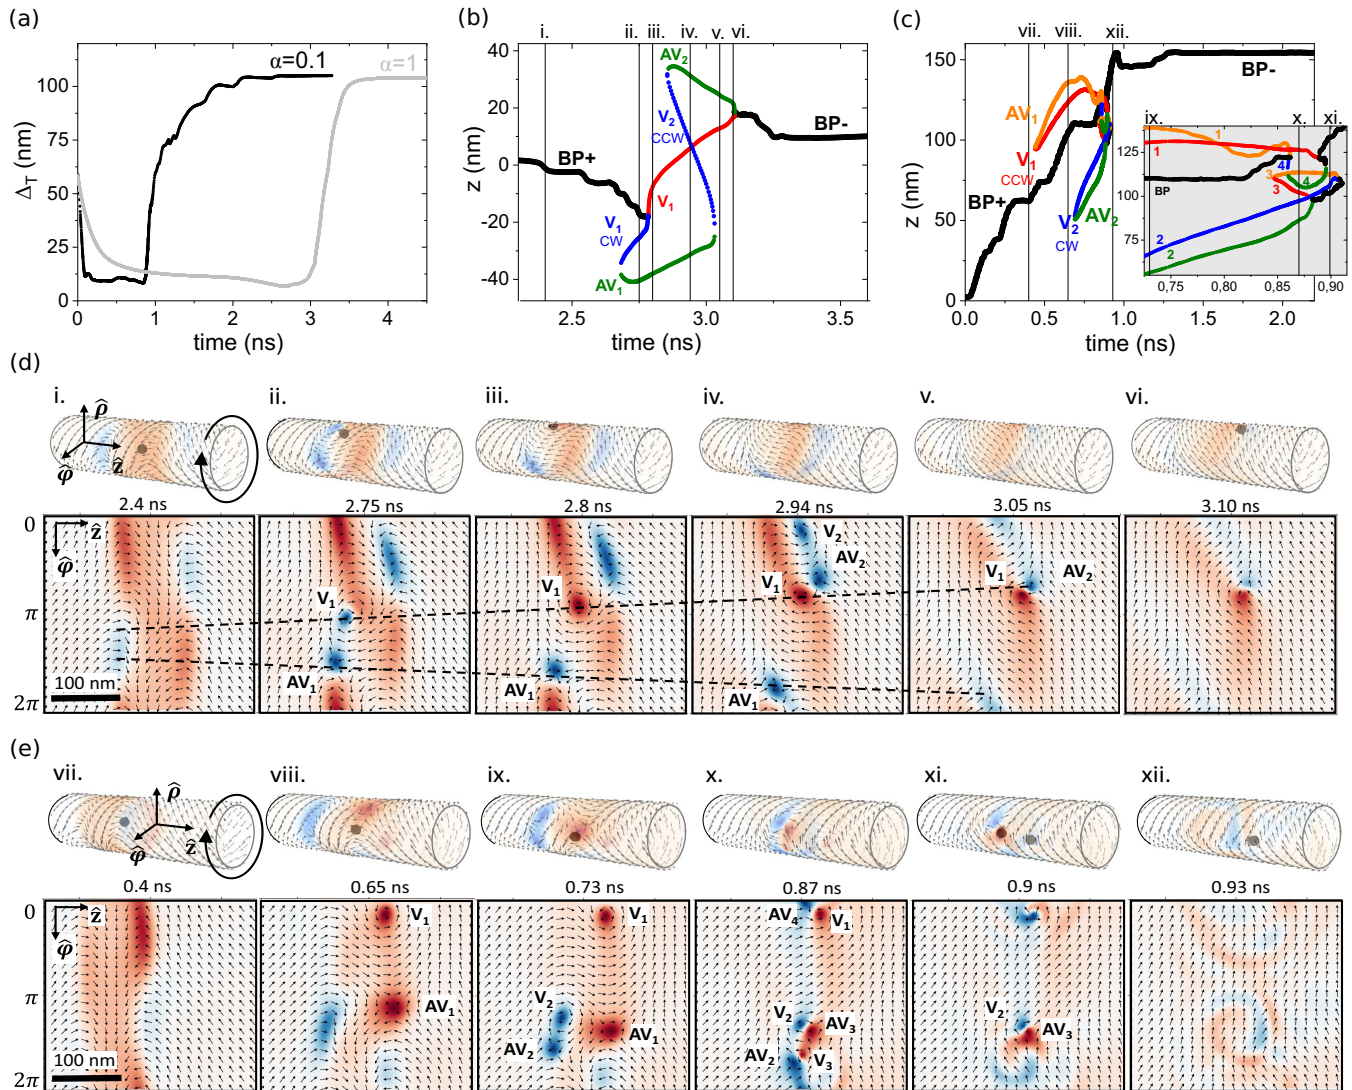 (a)
Δ_T (nm)
100
75
50
25
0
0 1 2 3 4
time (ns)
α=0.1
α=1
(b)
i. ii. iii. iv. v. vi.
z (nm)
40
20
0
-20
-40
2.5 3.0 3.5
time (ns)
AV₂
V₂
CCW
BP+
BP-
V₁
V₁
CW
AV₁
(c)
vii. viii. xii.
z (nm)
150
100
50
0
0.0 0.5 1.0 1.5 2.0
time (ns)
BP-
AV₁
V₁
CCW
BP+
V₂
CW
AV₂
ix. x. xi.
125
100
75
0,75 0,80 0,85 0,90
1
1
BP
4
3
4
3
2
2
(d)
i. ii. iii. iv. v. vi.
ρ̂
ẑ
φ̂
2.4 ns 2.75 ns 2.8 ns 2.94 ns 3.05 ns 3.10 ns
0
π
2π
ẑ
φ̂
100 nm
V₁
AV₁
V₁
V₂
AV₂
V₁
AV₁
V₁
AV₂
(e)
vii. viii. ix. x. xi. xii.
ρ̂
ẑ
φ̂
0.4 ns 0.65 ns 0.73 ns 0.87 ns 0.9 ns 0.93 ns
0
π
2π
ẑ
φ̂
100 nm
V₁
AV₁
V₁
V₂
AV₁
AV₂
AV₄
V₁
V₂
AV₃
AV₂
V₃
V₂
AV₃